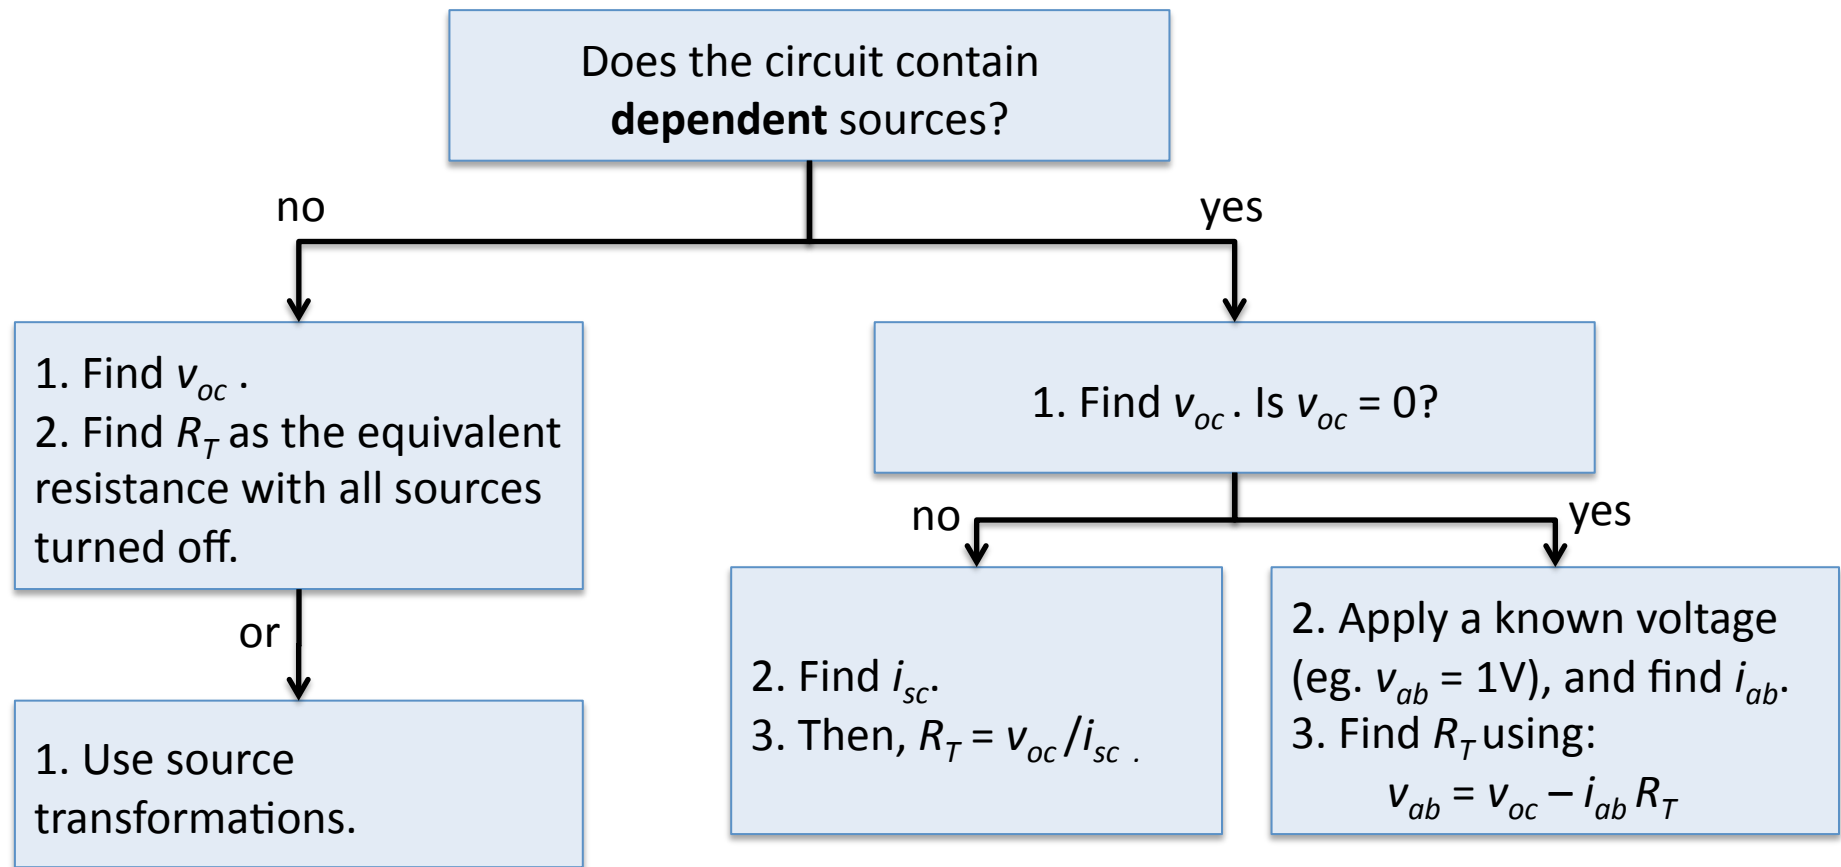 Does the circuit contain
dependent sources?
no
yes
1. Find voc .
2. Find RT as the equivalent
resistance with all sources
turned off.
1. Find voc . Is voc = 0?
or
no
yes
1. Use source
transformations.
2. Find isc.
3. Then, RT = voc /isc .
2. Apply a known voltage
(eg. vab = 1V), and find iab.
3. Find RT using:
vab = voc – iab RT